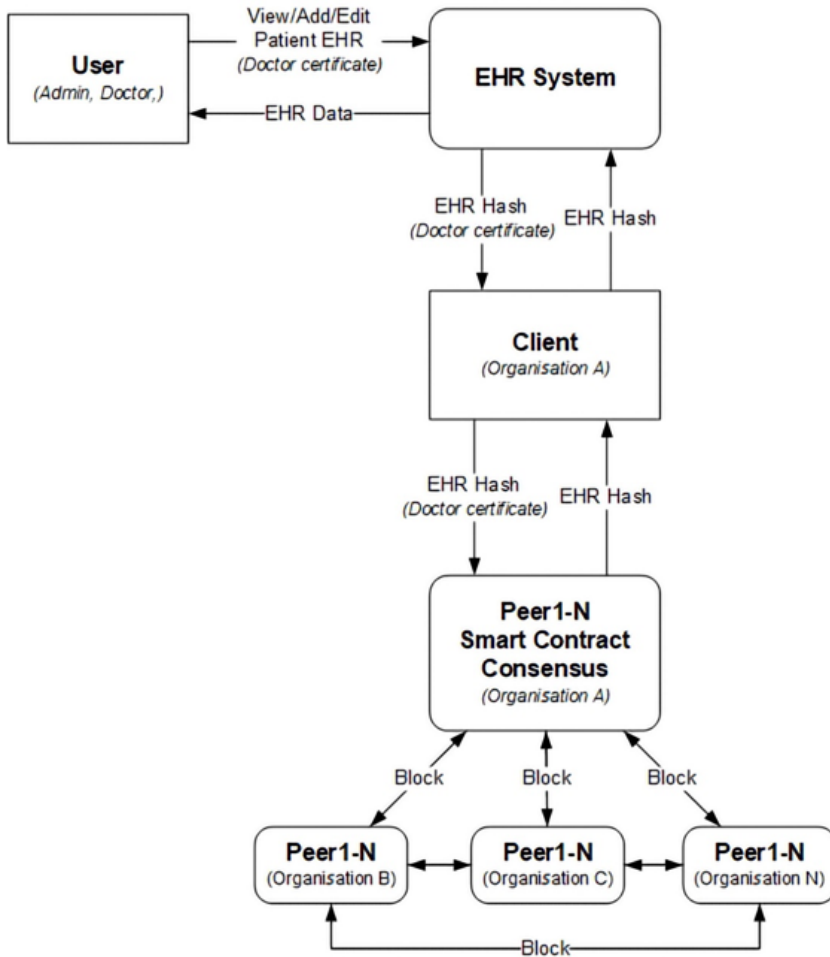 User
(Admin, Doctor,)
View/Add/Edit
Patient EHR
(Doctor certificate)
EHR Data
EHR System
EHR Hash
(Doctor certificate)
EHR Hash
Client
(Organisation A)
EHR Hash
(Doctor certificate)
EHR Hash
Peer1-N
Smart Contract
Consensus
(Organisation A)
Block
Block
Block
Peer1-N
(Organisation B)
Peer1-N
(Organisation C)
Peer1-N
(Organisation N)
Block